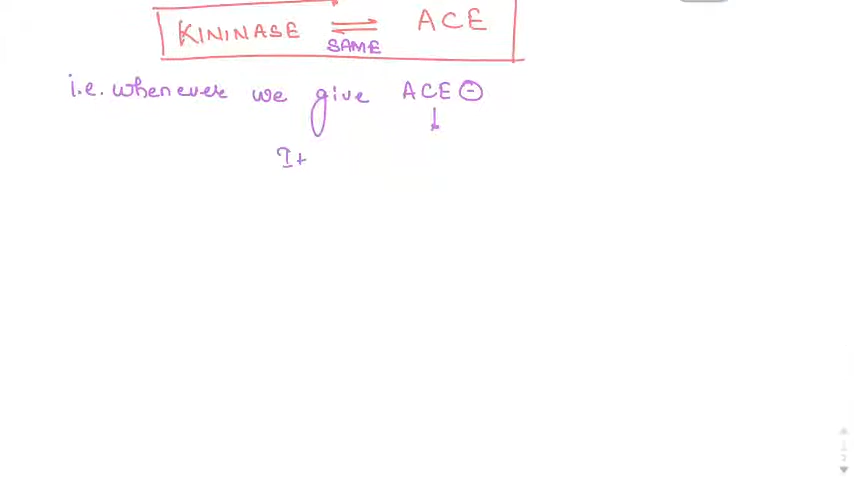 KININASE ⇌ ACE
SAME
i.e. whenever we give ACE ⊖
↓
It